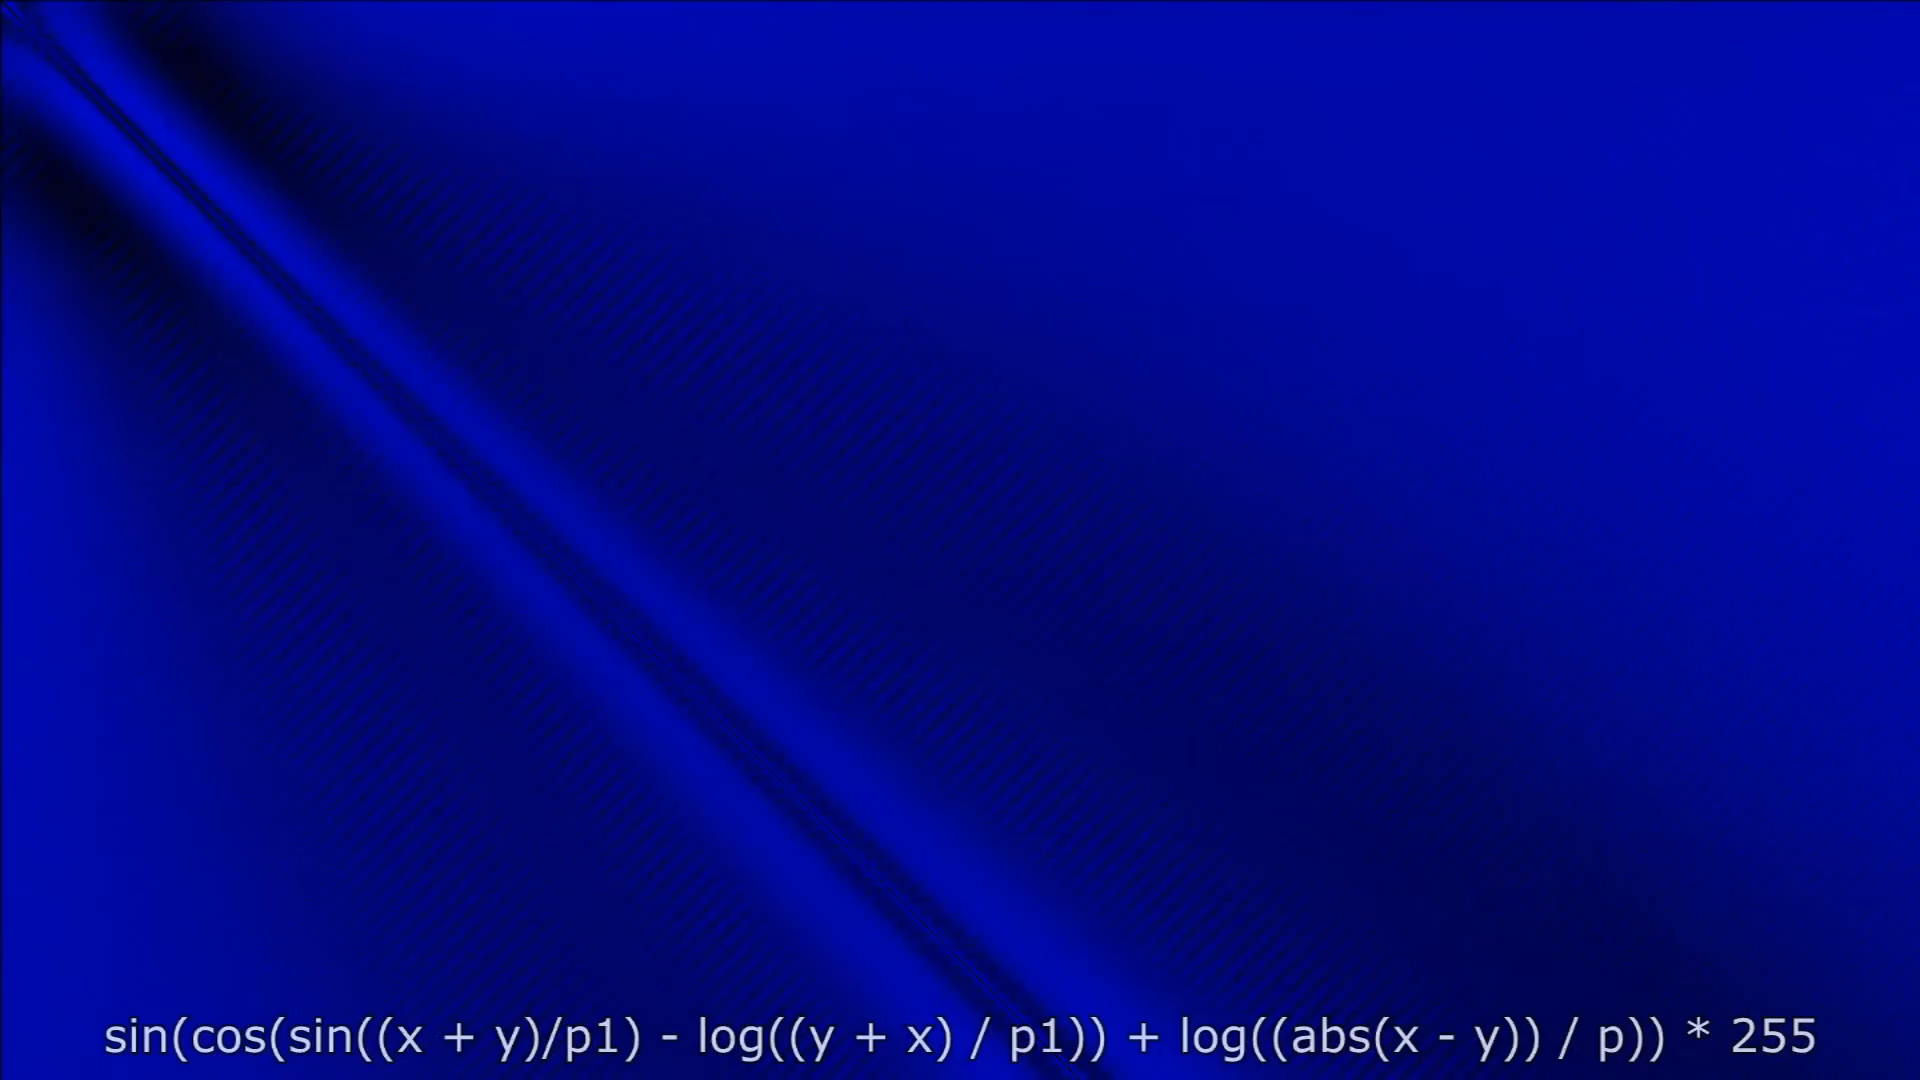 sin(cos(sin((x + y)/p1) - log((y + x) / p1)) + log((abs(x - y)) / p)) * 255